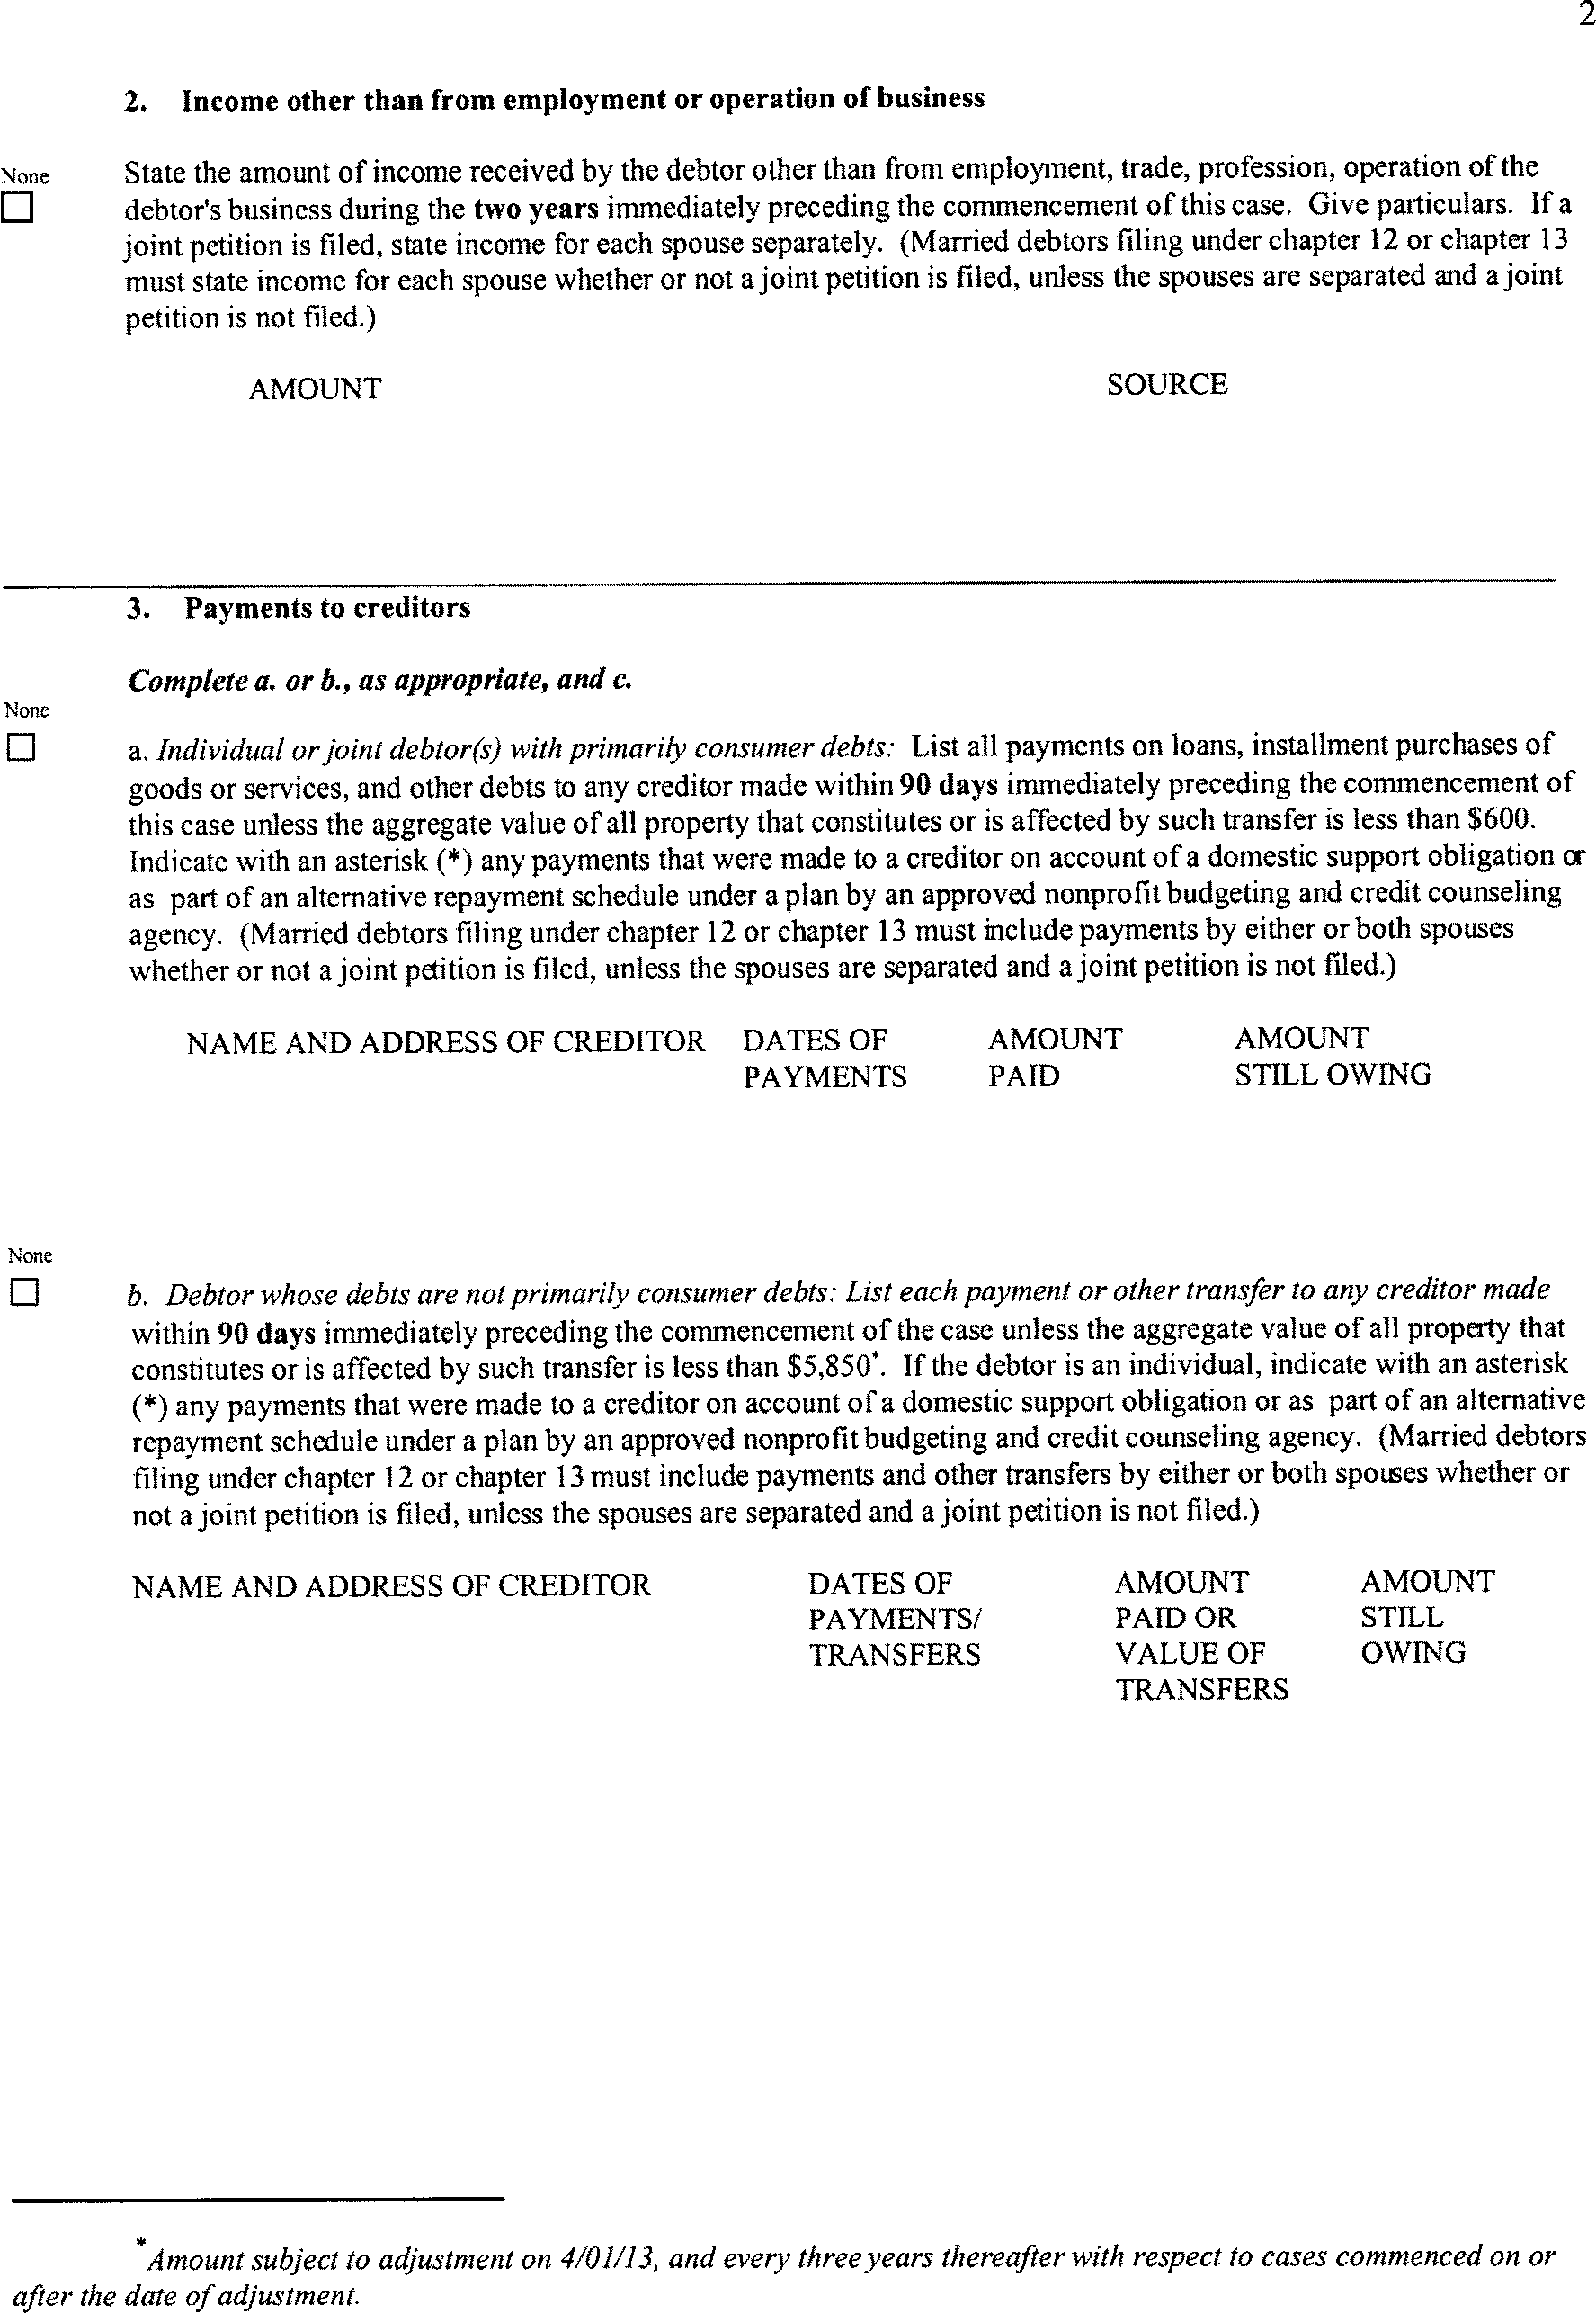 2
2. Income other than from employment or operation of business
None
State the amount of income received by the debtor other than from employment, trade, profession, operation of the
debtor's business during the two years immediately preceding the commencement of this case. Give particulars. If a
joint petition is filed, state income for each spouse separately. (Married debtors filing under chapter 12 or chapter 13
must state income for each spouse whether or not a joint petition is filed, unless the spouses are separated and a joint
petition is not filed.)
AMOUNT SOURCE
3. Payments to creditors
Complete a. or b., as appropriate, and c.
None
a. Individual or joint debtor(s) with primarily consumer debts: List all payments on loans, installment purchases of
goods or services, and other debts to any creditor made within 90 days immediately preceding the commencement of
this case unless the aggregate value of all property that constitutes or is affected by such transfer is less than $600.
Indicate with an asterisk (*) any payments that were made to a creditor on account of a domestic support obligation or
as part of an alternative repayment schedule under a plan by an approved nonprofit budgeting and credit counseling
agency. (Married debtors filing under chapter 12 or chapter 13 must include payments by either or both spouses
whether or not a joint petition is filed, unless the spouses are separated and a joint petition is not filed.)
NAME AND ADDRESS OF CREDITOR DATES OF AMOUNT AMOUNT
PAYMENTS PAID STILL OWING
None
b. Debtor whose debts are not primarily consumer debts: List each payment or other transfer to any creditor made
within 90 days immediately preceding the commencement of the case unless the aggregate value of all property that
constitutes or is affected by such transfer is less than $5,850*. If the debtor is an individual, indicate with an asterisk
(*) any payments that were made to a creditor on account of a domestic support obligation or as part of an alternative
repayment schedule under a plan by an approved nonprofit budgeting and credit counseling agency. (Married debtors
filing under chapter 12 or chapter 13 must include payments and other transfers by either or both spouses whether or
not a joint petition is filed, unless the spouses are separated and a joint petition is not filed.)
NAME AND ADDRESS OF CREDITOR DATES OF AMOUNT AMOUNT
PAYMENTS/ PAID OR STILL
TRANSFERS VALUE OF OWING
TRANSFERS
*Amount subject to adjustment on 4/01/13, and every three years thereafter with respect to cases commenced on or
after the date of adjustment.